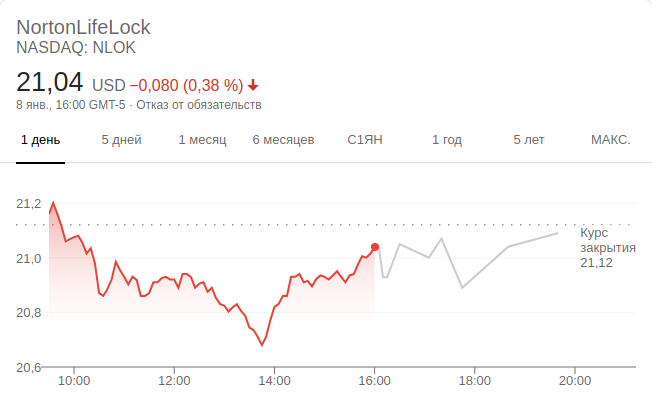 NortonLifeLock
NASDAQ: NLOK
21,04 USD −0,080 (0,38 %)
8 янв., 16:00 GMT-5 · Отказ от обязательств
1 день 5 дней 1 месяц 6 месяцев С1ЯН 1 год 5 лет МАКС.
21,2
Курс
закрытия
21,12
21,0
20,8
20,6
10:00 12:00 14:00 16:00 18:00 20:00